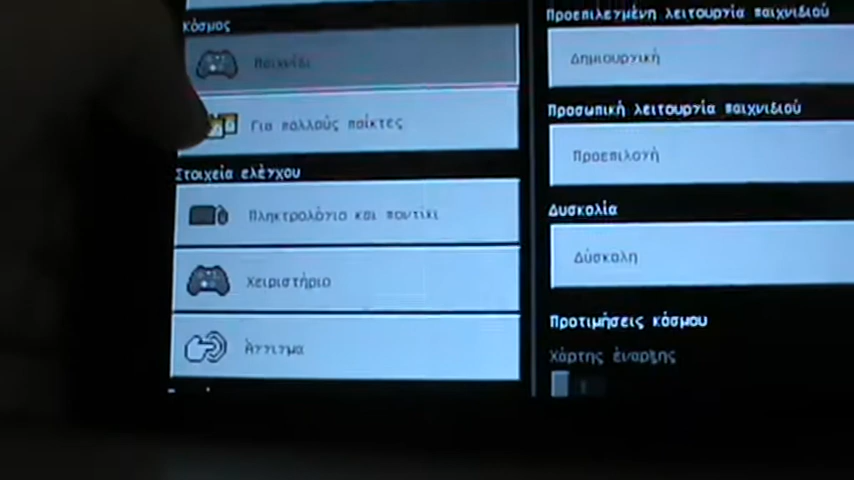 Κόσμος
Παιχνίδι
Για πολλούς παίκτες
Στοιχεία ελέγχου
Πληκτρολόγιο και ποντίκι
Χειριστήριο
Άγγιγμα
Προεπιλεγμένη λειτουργία παιχνιδιού
Δημιουργική
Προσωπική λειτουργία παιχνιδιού
Προεπιλογή
Δυσκολία
Δύσκολη
Προτιμήσεις κόσμου
Χάρτης έναρξης